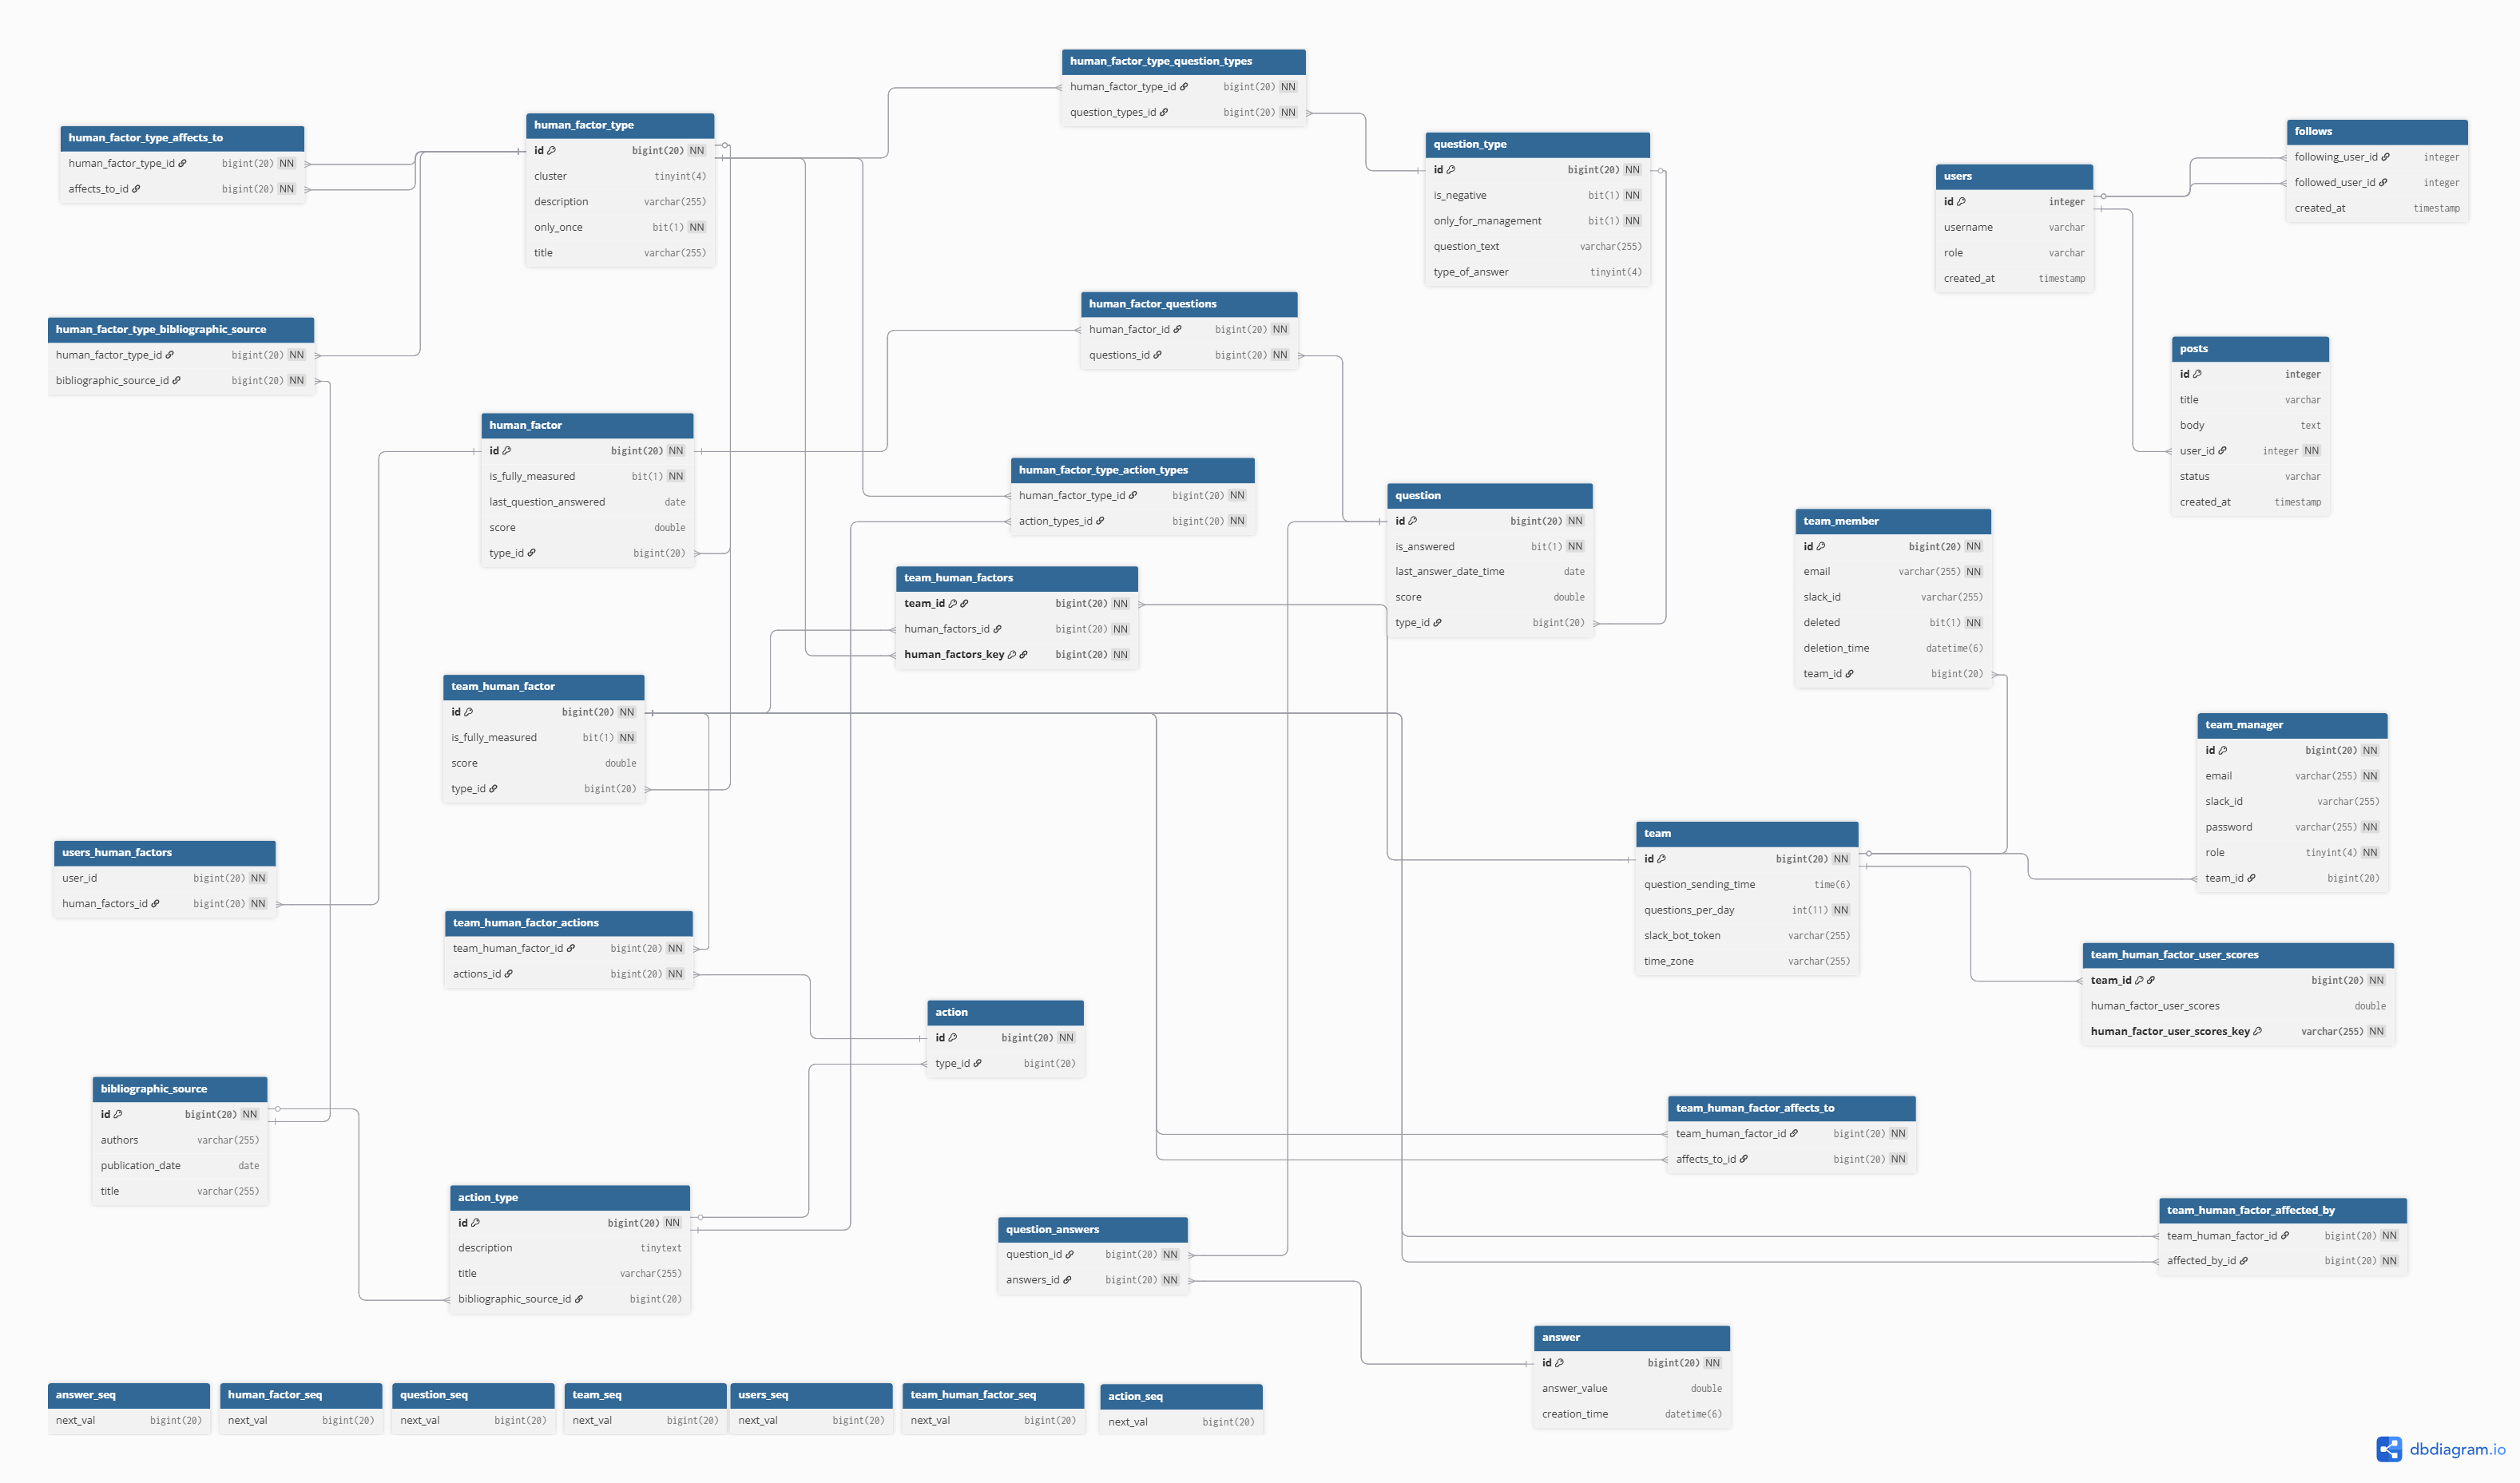 human_factor_type_affects_to
human_factor_type_id bigint(20) NN
affects_to_id bigint(20) NN
human_factor_type
id bigint(20) NN
cluster tinyint(4)
description varchar(255)
only_once bit(1) NN
title varchar(255)
human_factor_type_question_types
human_factor_type_id bigint(20) NN
question_types_id bigint(20) NN
question_type
id bigint(20) NN
is_negative bit(1) NN
only_for_management bit(1) NN
question_text varchar(255)
type_of_answer tinyint(4)
users
id integer
username varchar
role varchar
created_at timestamp
follows
following_user_id integer
followed_user_id integer
created_at timestamp
human_factor_type_bibliographic_source
human_factor_type_id bigint(20) NN
bibliographic_source_id bigint(20) NN
human_factor_questions
human_factor_id bigint(20) NN
questions_id bigint(20) NN
posts
id integer
title varchar
body text
user_id integer NN
status varchar
created_at timestamp
human_factor
id bigint(20) NN
is_fully_measured bit(1) NN
last_question_answered date
score double
type_id bigint(20)
human_factor_type_action_types
human_factor_type_id bigint(20) NN
action_types_id bigint(20) NN
question
id bigint(20) NN
is_answered bit(1) NN
last_answer_date_time date
score double
type_id bigint(20)
team_member
id bigint(20) NN
email varchar(255) NN
slack_id varchar(255)
deleted bit(1) NN
deletion_time datetime(6)
team_id bigint(20)
team_human_factors
team_id bigint(20) NN
human_factors_id bigint(20) NN
human_factors_key bigint(20) NN
team_human_factor
id bigint(20) NN
is_fully_measured bit(1) NN
score double
type_id bigint(20)
team_manager
id bigint(20) NN
email varchar(255) NN
slack_id varchar(255)
password varchar(255) NN
role tinyint(4) NN
team_id bigint(20)
users_human_factors
user_id bigint(20) NN
human_factors_id bigint(20) NN
team
id bigint(20) NN
question_sending_time time(6)
questions_per_day int(11) NN
slack_bot_token varchar(255)
time_zone varchar(255)
team_human_factor_actions
team_human_factor_id bigint(20) NN
actions_id bigint(20) NN
team_human_factor_user_scores
team_id bigint(20) NN
human_factor_user_scores double
human_factor_user_scores_key varchar(255) NN
action
id bigint(20) NN
type_id bigint(20)
bibliographic_source
id bigint(20) NN
authors varchar(255)
publication_date date
title varchar(255)
team_human_factor_affects_to
team_human_factor_id bigint(20) NN
affects_to_id bigint(20) NN
action_type
id bigint(20) NN
description tinytext
title varchar(255)
bibliographic_source_id bigint(20)
question_answers
question_id bigint(20) NN
answers_id bigint(20) NN
team_human_factor_affected_by
team_human_factor_id bigint(20) NN
affected_by_id bigint(20) NN
answer
id bigint(20) NN
answer_value double
creation_time datetime(6)
answer_seq
next_val bigint(20)
human_factor_seq
next_val bigint(20)
question_seq
next_val bigint(20)
team_seq
next_val bigint(20)
users_seq
next_val bigint(20)
team_human_factor_seq
next_val bigint(20)
action_seq
next_val bigint(20)
dbdiagram.io